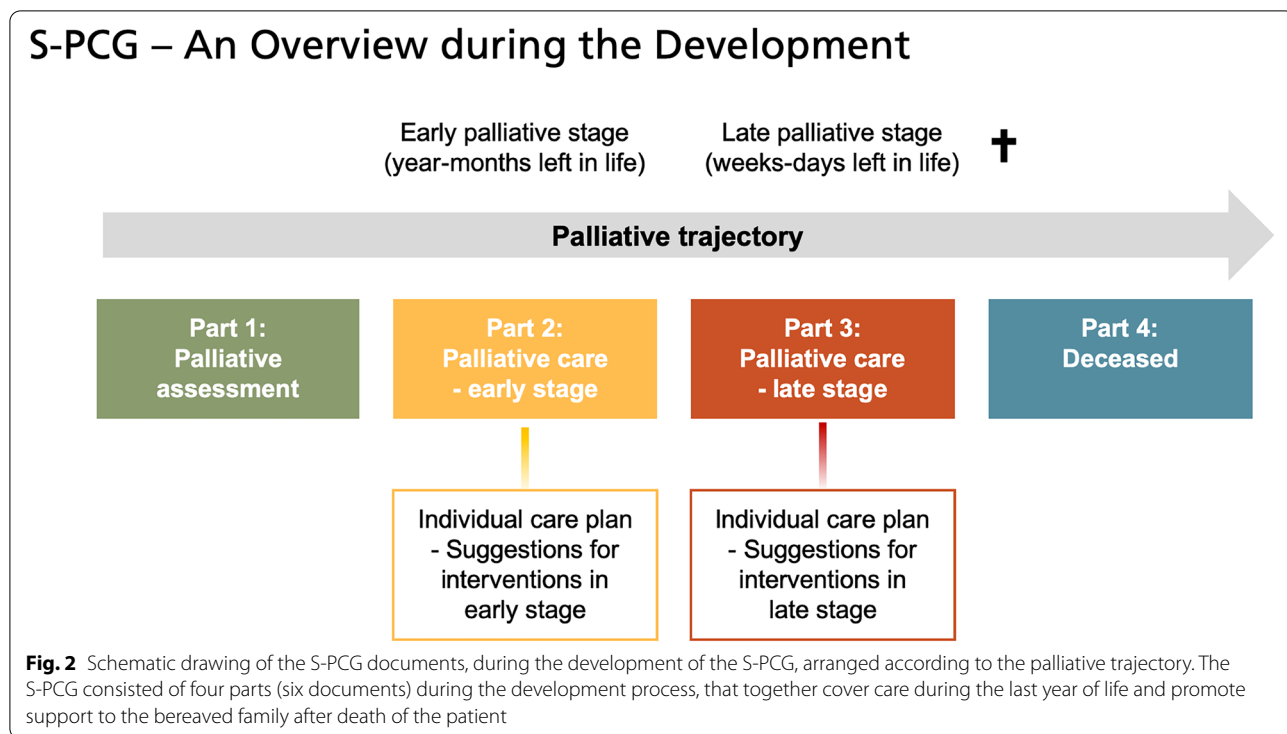 S-PCG – An Overview during the Development
Early palliative stage
(year-months left in life)
Late palliative stage
(weeks-days left in life)
Palliative trajectory
Part 1:
Palliative
assessment
Part 2:
Palliative care
- early stage
Part 3:
Palliative care
- late stage
Part 4:
Deceased
Individual care plan
- Suggestions for
interventions in
early stage
Individual care plan
- Suggestions for
interventions in
late stage
Fig. 2 Schematic drawing of the S-PCG documents, during the development of the S-PCG, arranged according to the palliative trajectory. The
S-PCG consisted of four parts (six documents) during the development process, that together cover care during the last year of life and promote
support to the bereaved family after death of the patient